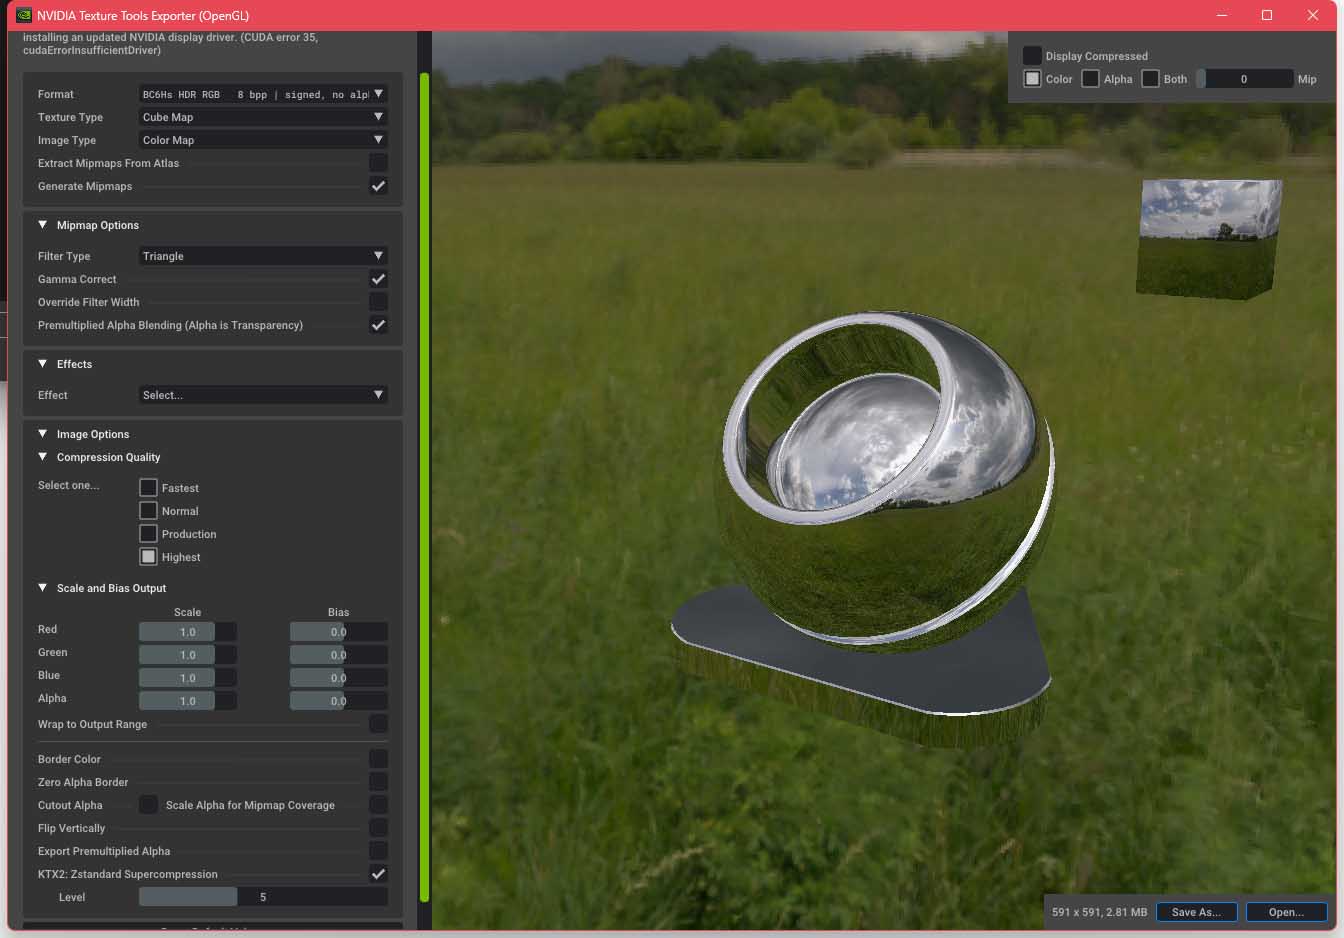 NVIDIA Texture Tools Exporter (OpenGL)
installing an updated NVIDIA display driver. (CUDA error 35,
cudaErrorInsufficientDriver)
Format BC6Hs HDR RGB 8 bpp | signed, no alp
Texture Type Cube Map
Image Type Color Map
Extract Mipmaps From Atlas
Generate Mipmaps
Mipmap Options
Filter Type Triangle
Gamma Correct
Override Filter Width
Premultiplied Alpha Blending (Alpha is Transparency)
Effects
Effect Select...
Image Options
Compression Quality
Select one... Fastest
Normal
Production
Highest
Scale and Bias Output
Scale Bias
Red 1.0 0.0
Green 1.0 0.0
Blue 1.0 0.0
Alpha 1.0 0.0
Wrap to Output Range
Border Color
Zero Alpha Border
Cutout Alpha Scale Alpha for Mipmap Coverage
Flip Vertically
Export Premultiplied Alpha
KTX2: Zstandard Supercompression
Level 5
Display Compressed
Color Alpha Both 0 Mip
591 x 591, 2.81 MB Save As... Open...